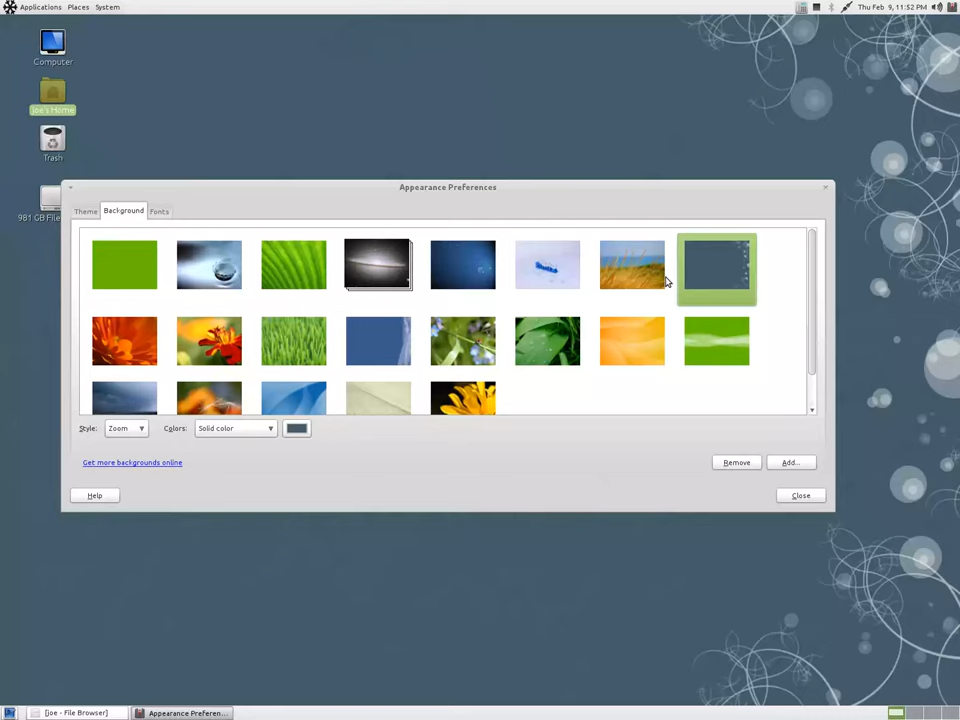 Applications Places System
Thu Feb 9, 11:52 PM
Computer
Joe's Home
Trash
981 GB File
Appearance Preferences
Theme Background Fonts
Style: Zoom Colors: Solid color
Get more backgrounds online
Remove Add...
Help Close
[joe - File Browser] Appearance Preferen...